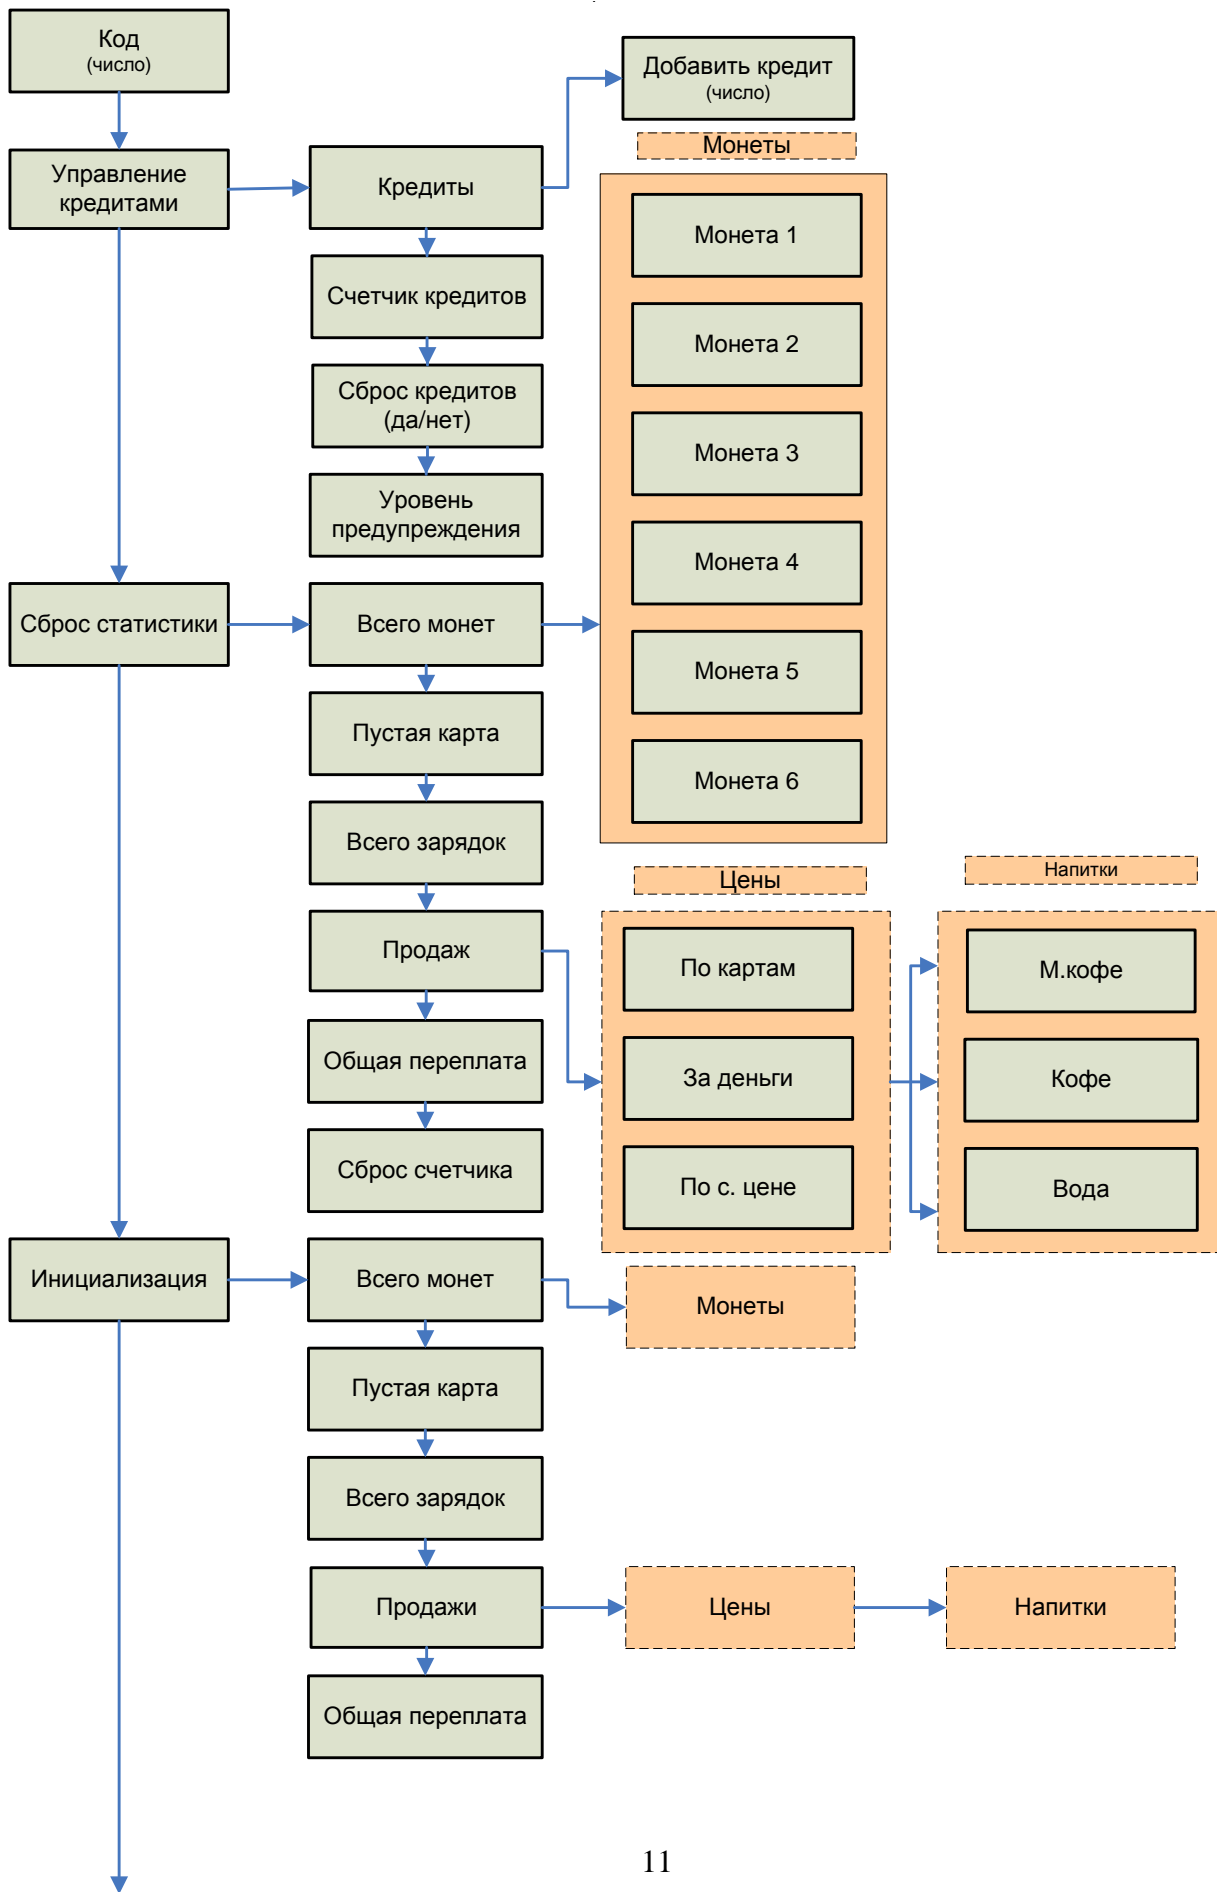 Код
(число)
Добавить кредит
(число)
Монеты
Управление
кредитами
Кредиты
Монета 1
Счетчик кредитов
Монета 2
Сброс кредитов
(да/нет)
Монета 3
Уровень
предупреждения
Монета 4
Сброс статистики
Всего монет
Монета 5
Пустая карта
Монета 6
Всего зарядок
Цены
Напитки
Продаж
По картам
М.кофе
Общая переплата
За деньги
Кофе
Сброс счетчика
По с. цене
Вода
Инициализация
Всего монет
Монеты
Пустая карта
Всего зарядок
Продажи
Цены
Напитки
Общая переплата
11